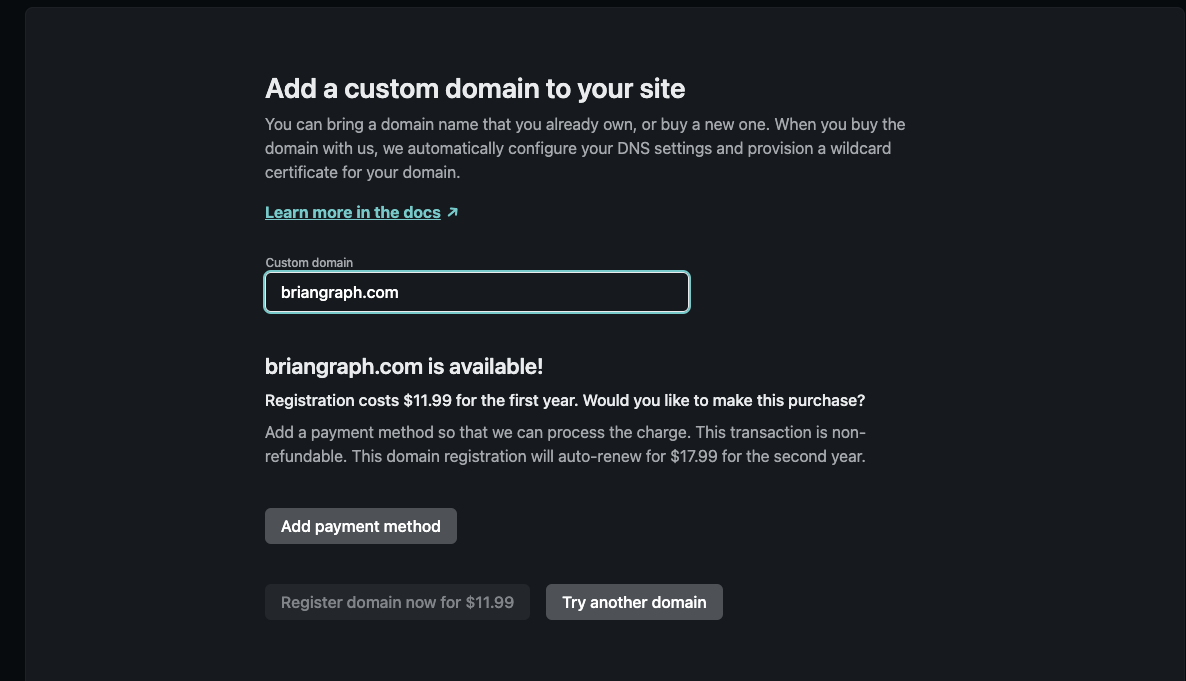 Add a custom domain to your site
You can bring a domain name that you already own, or buy a new one. When you buy the
domain with us, we automatically configure your DNS settings and provision a wildcard
certificate for your domain.
Learn more in the docs ↗
Custom domain
briangraph.com
briangraph.com is available!
Registration costs $11.99 for the first year. Would you like to make this purchase?
Add a payment method so that we can process the charge. This transaction is non-
refundable. This domain registration will auto-renew for $17.99 for the second year.
Add payment method
Register domain now for $11.99
Try another domain